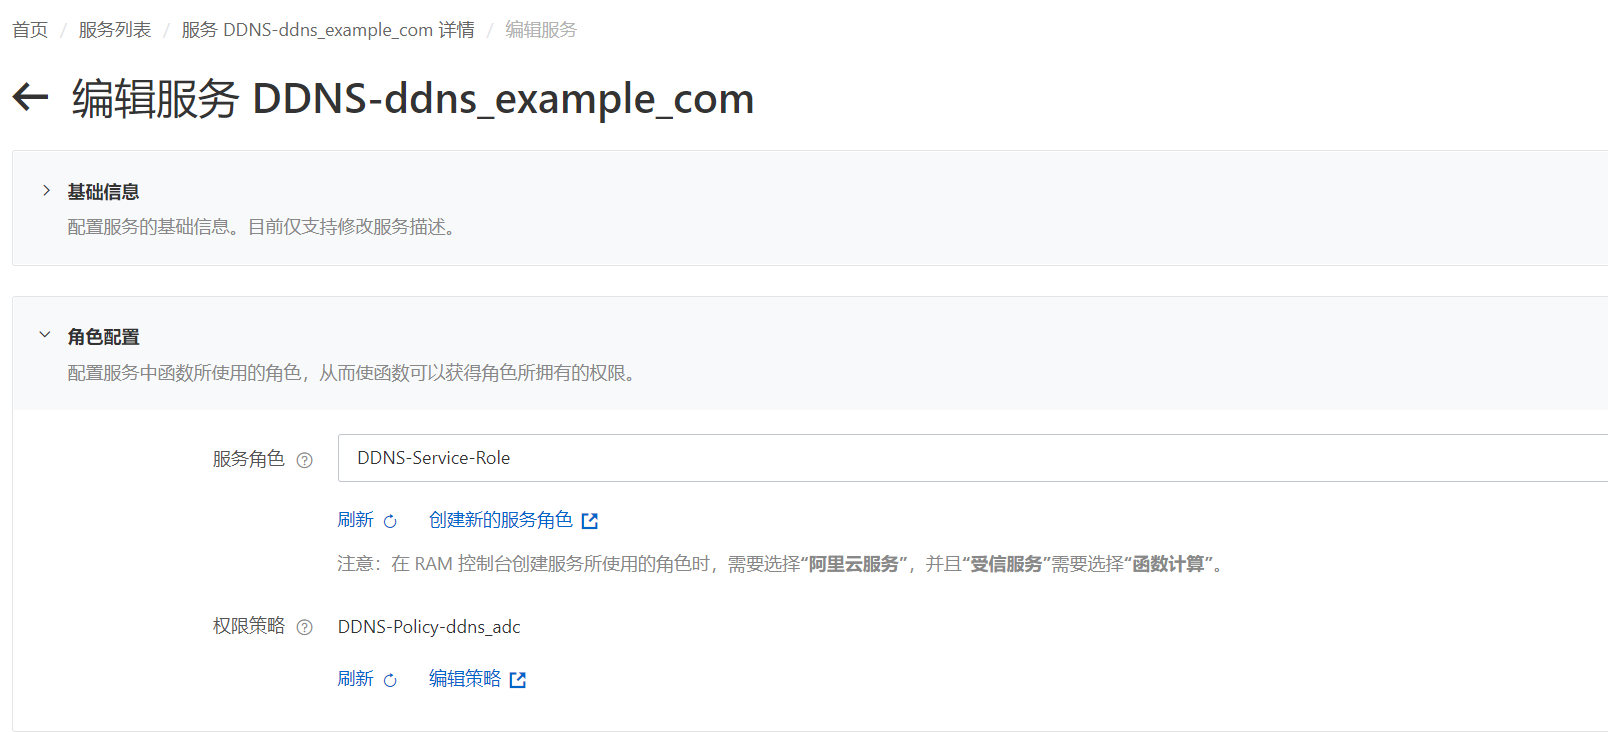 首页 / 服务列表 / 服务 DDNS-ddns_example_com 详情 / 编辑服务
编辑服务 DDNS-ddns_example_com
基础信息
配置服务的基础信息。目前仅支持修改服务描述。
角色配置
配置服务中函数所使用的角色，从而使函数可以获得角色所拥有的权限。
服务角色 DDNS-Service-Role
刷新 创建新的服务角色
注意：在 RAM 控制台创建服务所使用的角色时，需要选择“阿里云服务”，并且“受信服务”需要选择“函数计算”。
权限策略 DDNS-Policy-ddns_adc
刷新 编辑策略